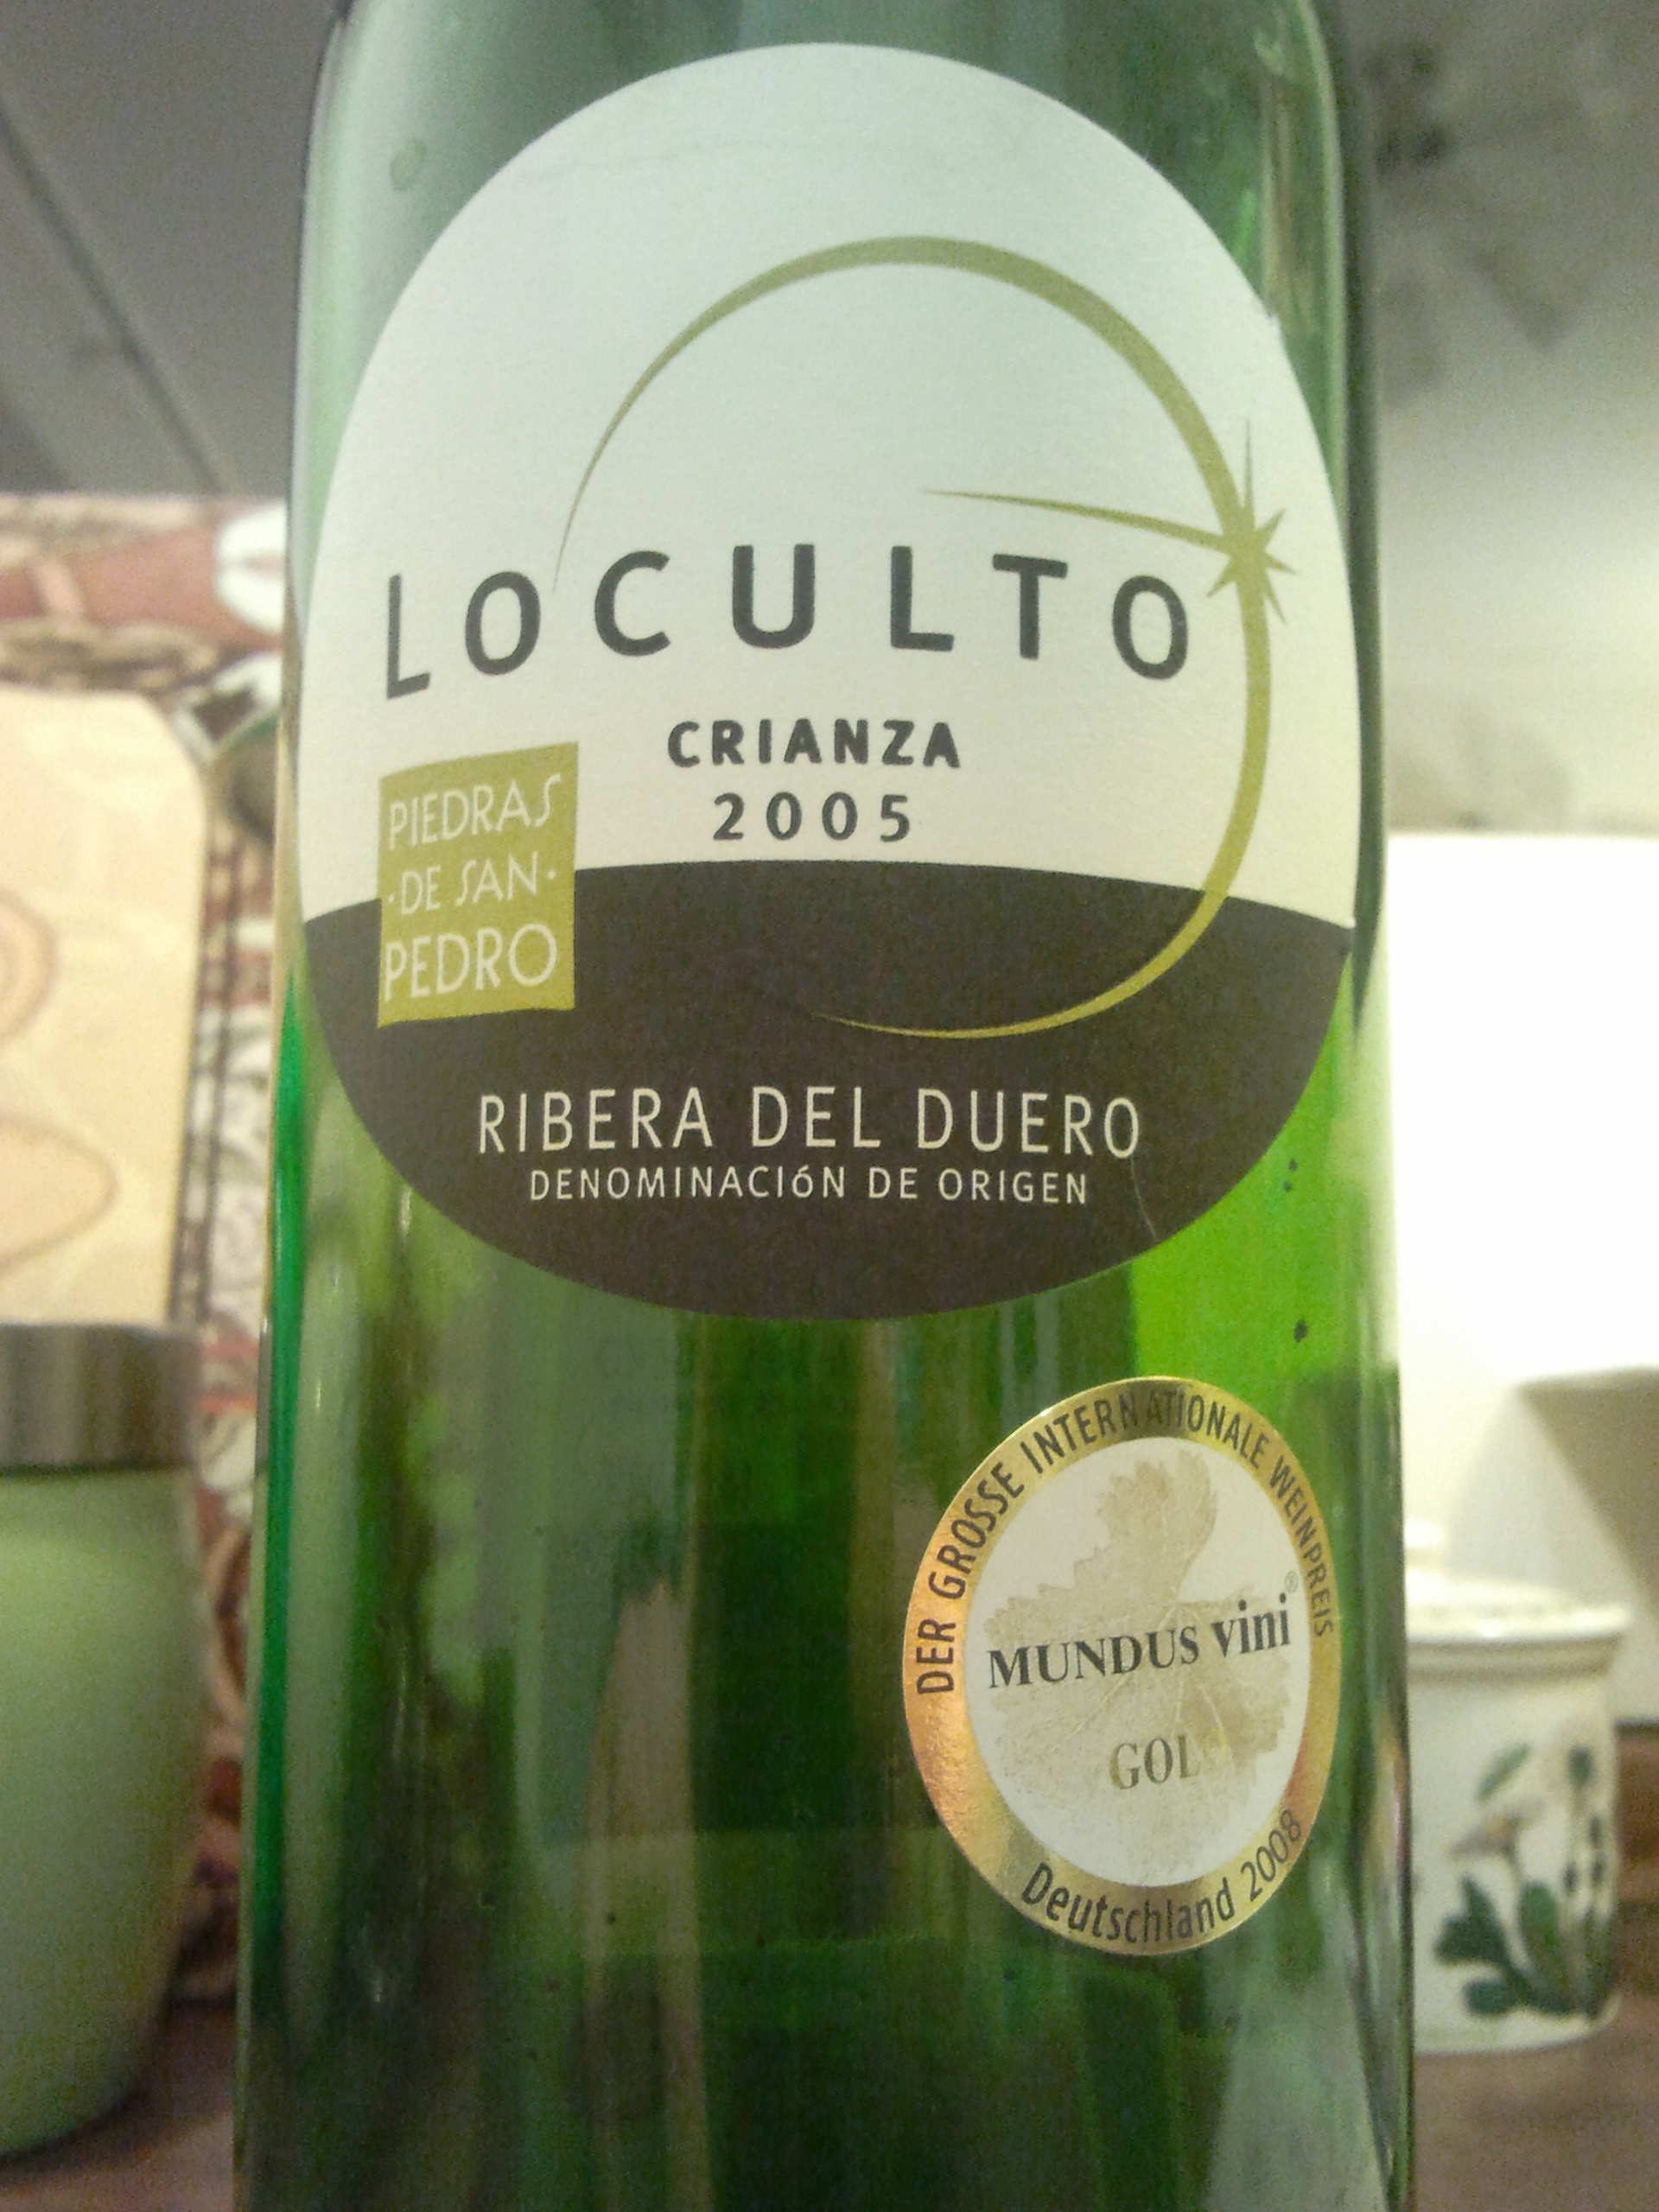 LOCULTO
CRIANZA
2005
PIEDRAS
·DE SAN·
PEDRO
RIBERA DEL DUERO
DENOMINACIóN DE ORIGEN
DER GROSSE INTERNATIONALE WEINPREIS
MUNDUS vini®
GOLD
Deutschland 2008